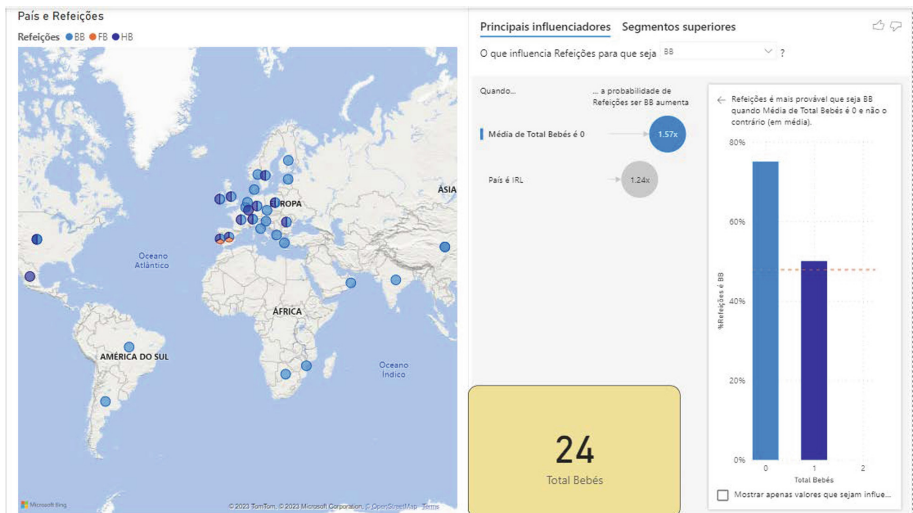 País e Refeições
Refeições BB FB HB
EUROPA
ÁSIA
Oceano
Atlântico
ÁFRICA
AMÉRICA DO SUL
Oceano
Índico
Microsoft Bing
© 2023 TomTom, © 2023 Microsoft Corporation, © OpenStreetMap Terms
Principais influenciadores Segmentos superiores
O que influencia Refeições para que seja BB ?
Quando...
... a probabilidade de
Refeições ser BB aumenta
Média de Total Bebés é 0 1.57x
País é IRL 1.24x
24
Total Bebés
← Refeições é mais provável que seja BB
quando Média de Total Bebés é 0 e não o
contrário (em média).
80%
60%
40%
20%
0%
%Refeições é BB
0 1 2
Total Bebés
Mostrar apenas valores que sejam influe...